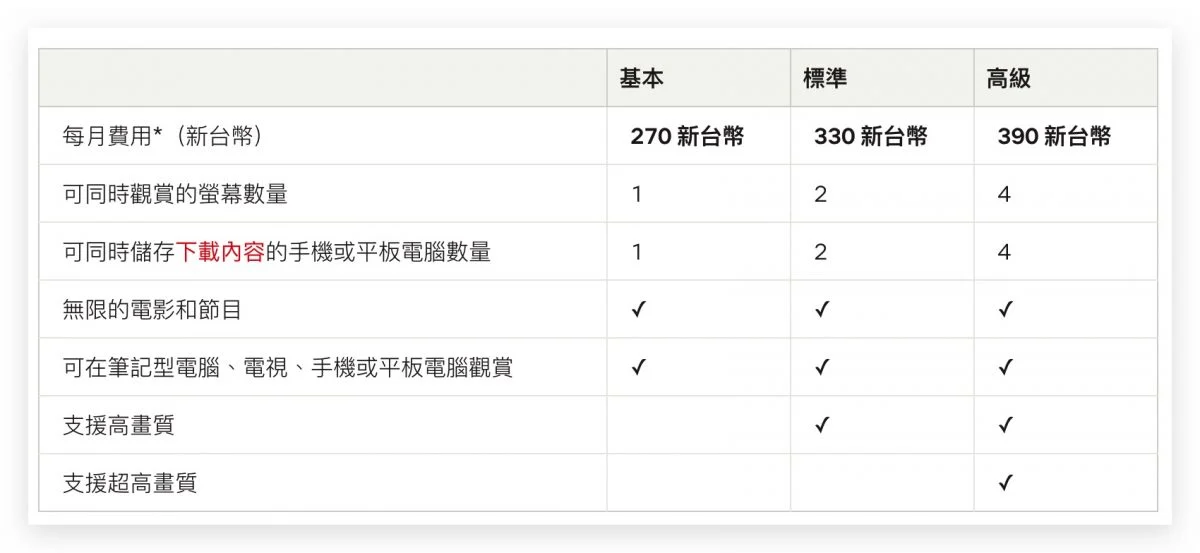 基本 標準 高級
每月費用*（新台幣） 270 新台幣 330 新台幣 390 新台幣
可同時觀賞的螢幕數量 1 2 4
可同時儲存下載內容的手機或平板電腦數量 1 2 4
無限的電影和節目 ✓ ✓ ✓
可在筆記型電腦、電視、手機或平板電腦觀賞 ✓ ✓ ✓
支援高畫質 ✓ ✓
支援超高畫質 ✓